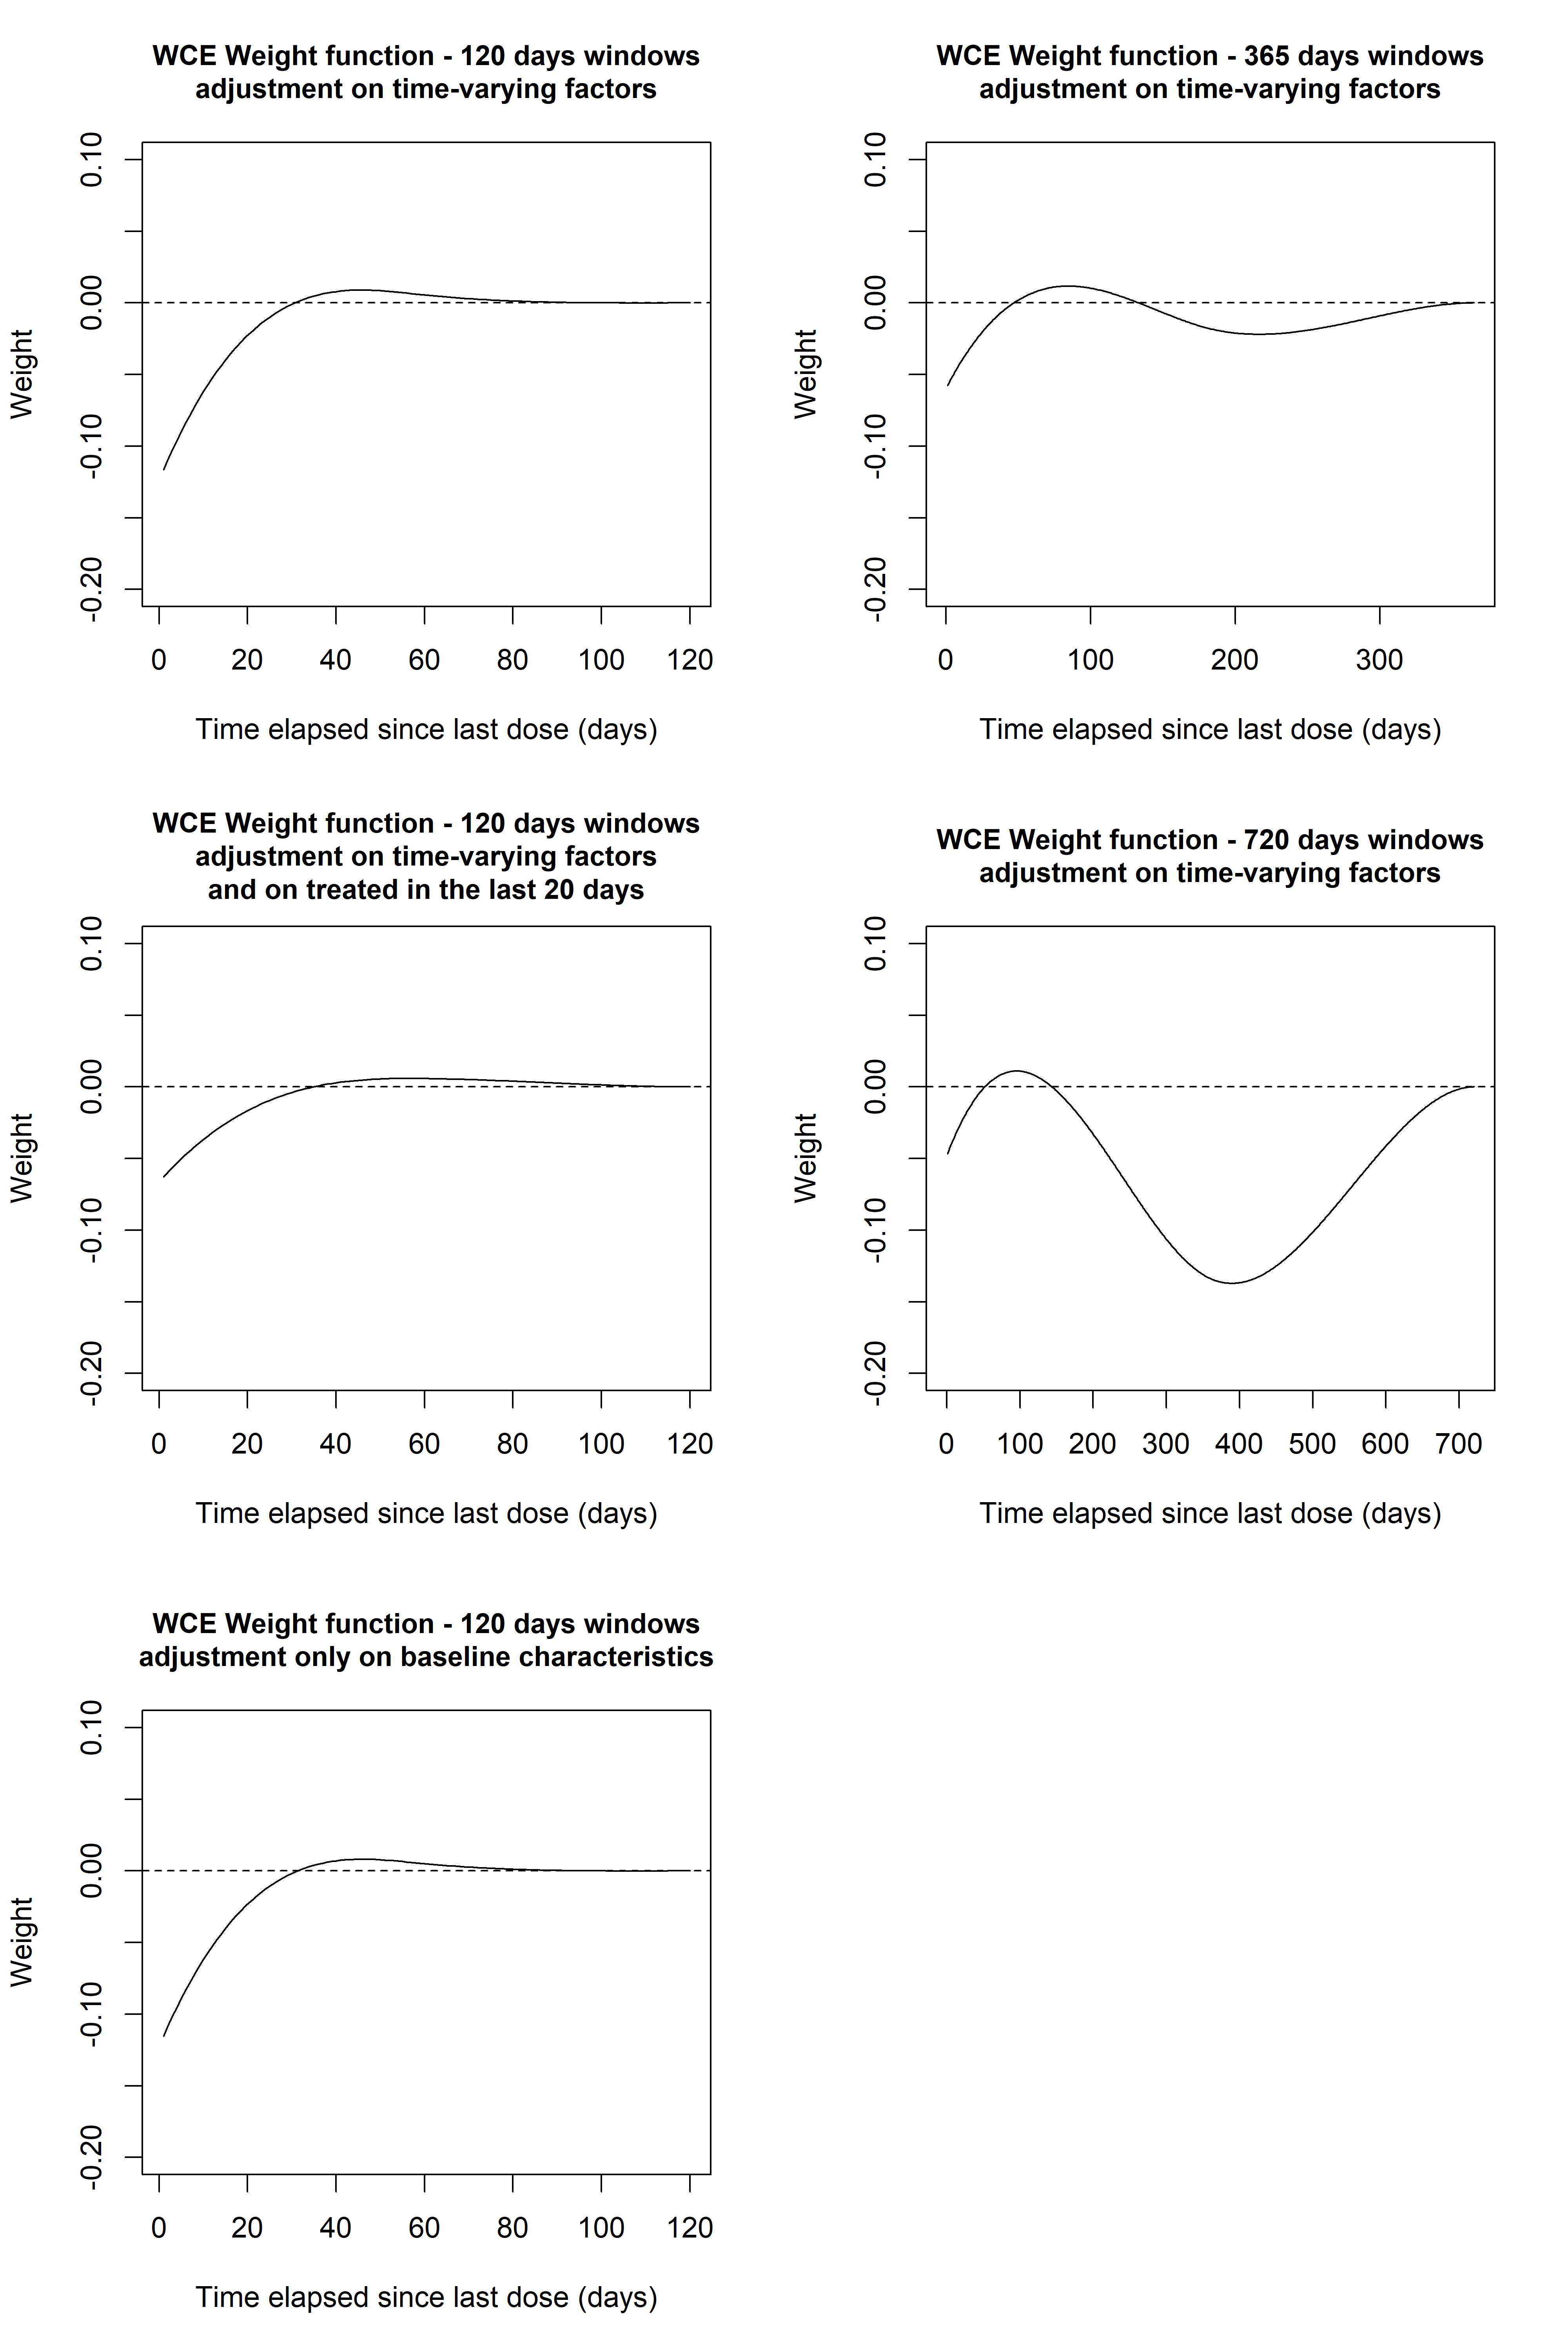 WCE Weight function - 120 days windows
adjustment on time-varying factors
0.10
0.00
-0.10
-0.20
Weight
0 20 40 60 80 100 120
Time elapsed since last dose (days)
WCE Weight function - 365 days windows
adjustment on time-varying factors
0.10
0.00
-0.10
-0.20
Weight
0 100 200 300
Time elapsed since last dose (days)
WCE Weight function - 120 days windows
adjustment on time-varying factors
and on treated in the last 20 days
0.10
0.00
-0.10
-0.20
Weight
0 20 40 60 80 100 120
Time elapsed since last dose (days)
WCE Weight function - 720 days windows
adjustment on time-varying factors
0.10
0.00
-0.10
-0.20
Weight
0 100 200 300 400 500 600 700
Time elapsed since last dose (days)
WCE Weight function - 120 days windows
adjustment only on baseline characteristics
0.10
0.00
-0.10
-0.20
Weight
0 20 40 60 80 100 120
Time elapsed since last dose (days)